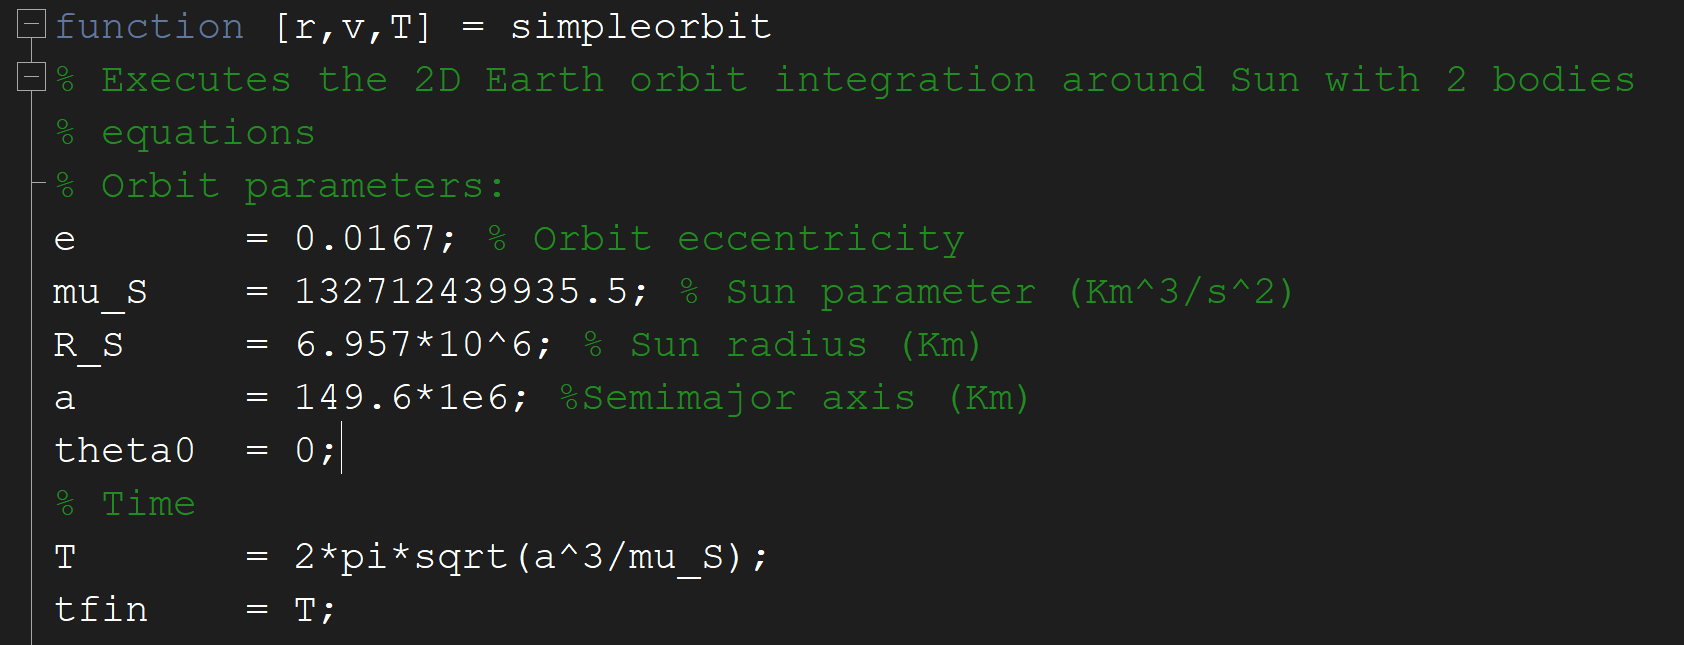 function [r,v,T] = simpleorbit
% Executes the 2D Earth orbit integration around Sun with 2 bodies
% equations
% Orbit parameters:
e = 0.0167; % Orbit eccentricity
mu_S = 132712439935.5; % Sun parameter (Km^3/s^2)
R_S = 6.957*10^6; % Sun radius (Km)
a = 149.6*1e6; %Semimajor axis (Km)
theta0 = 0;
% Time
T = 2*pi*sqrt(a^3/mu_S);
tfin = T;